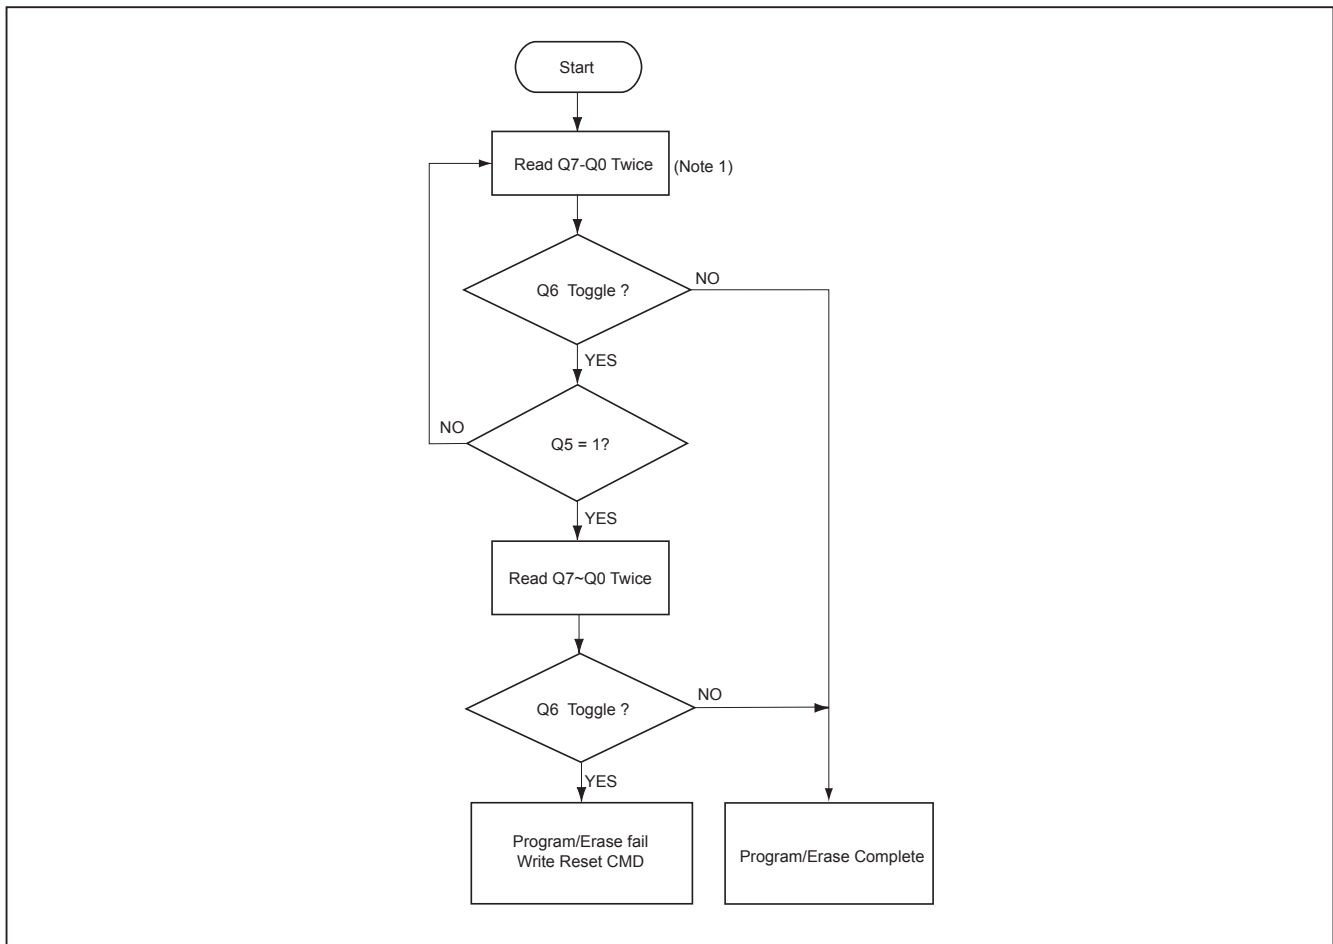 Start
Read Q7-Q0 Twice
(Note 1)
Q6 Toggle ?
NO
YES
NO
Q5 = 1?
YES
Read Q7~Q0 Twice
Q6 Toggle ?
NO
YES
Program/Erase fail
Write Reset CMD
Program/Erase Complete